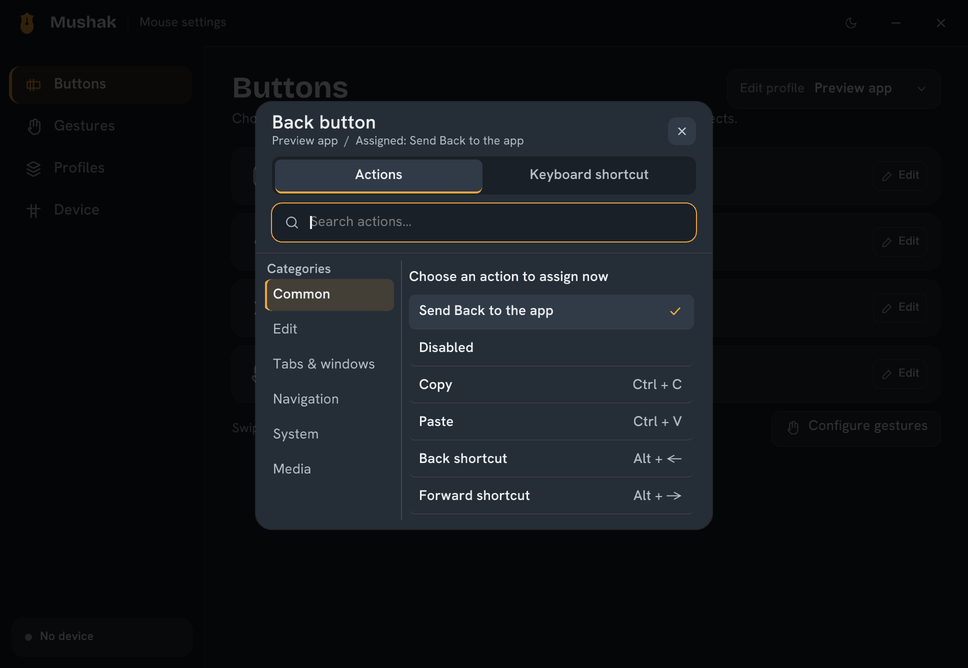 Mushak
Mouse settings
Buttons
Gestures
Profiles
Device
No device
Buttons
Edit profile Preview app
Edit
Edit
Edit
Edit
Configure gestures
Back button
Preview app / Assigned: Send Back to the app
Actions
Keyboard shortcut
Search actions...
Categories
Common
Edit
Tabs & windows
Navigation
System
Media
Choose an action to assign now
Send Back to the app
Disabled
Copy Ctrl + C
Paste Ctrl + V
Back shortcut Alt + ←
Forward shortcut Alt + →